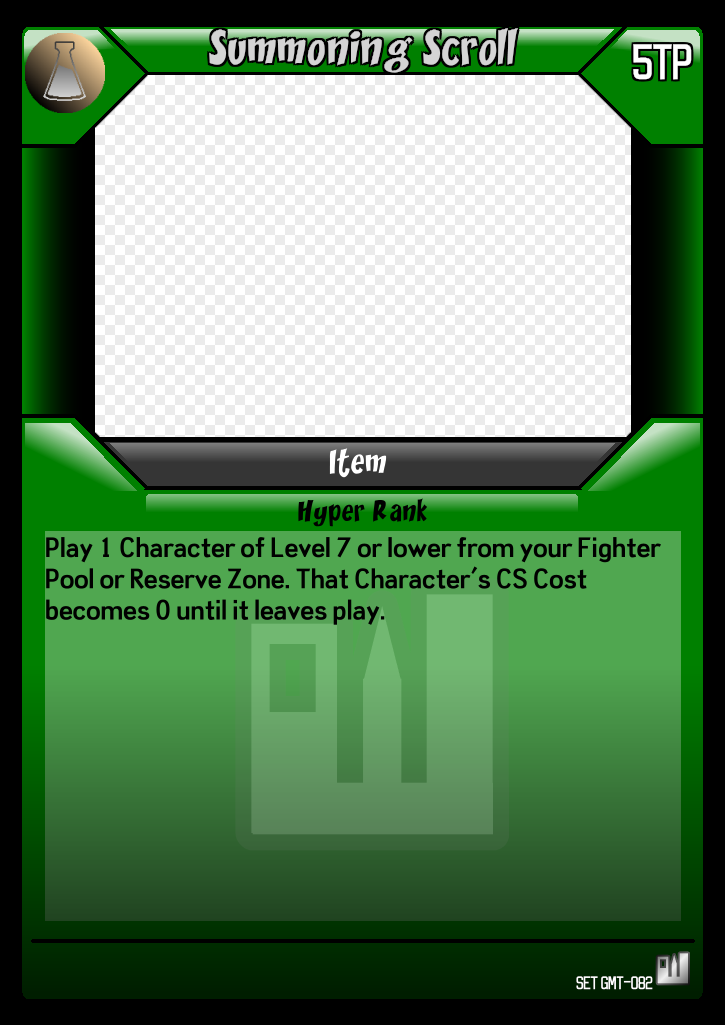 Summoning Scroll
5TP
Item
Hyper Rank
Play 1 Character of Level 7 or lower from your Fighter
Pool or Reserve Zone. That Character's CS Cost
becomes 0 until it leaves play.
SET GMT-082